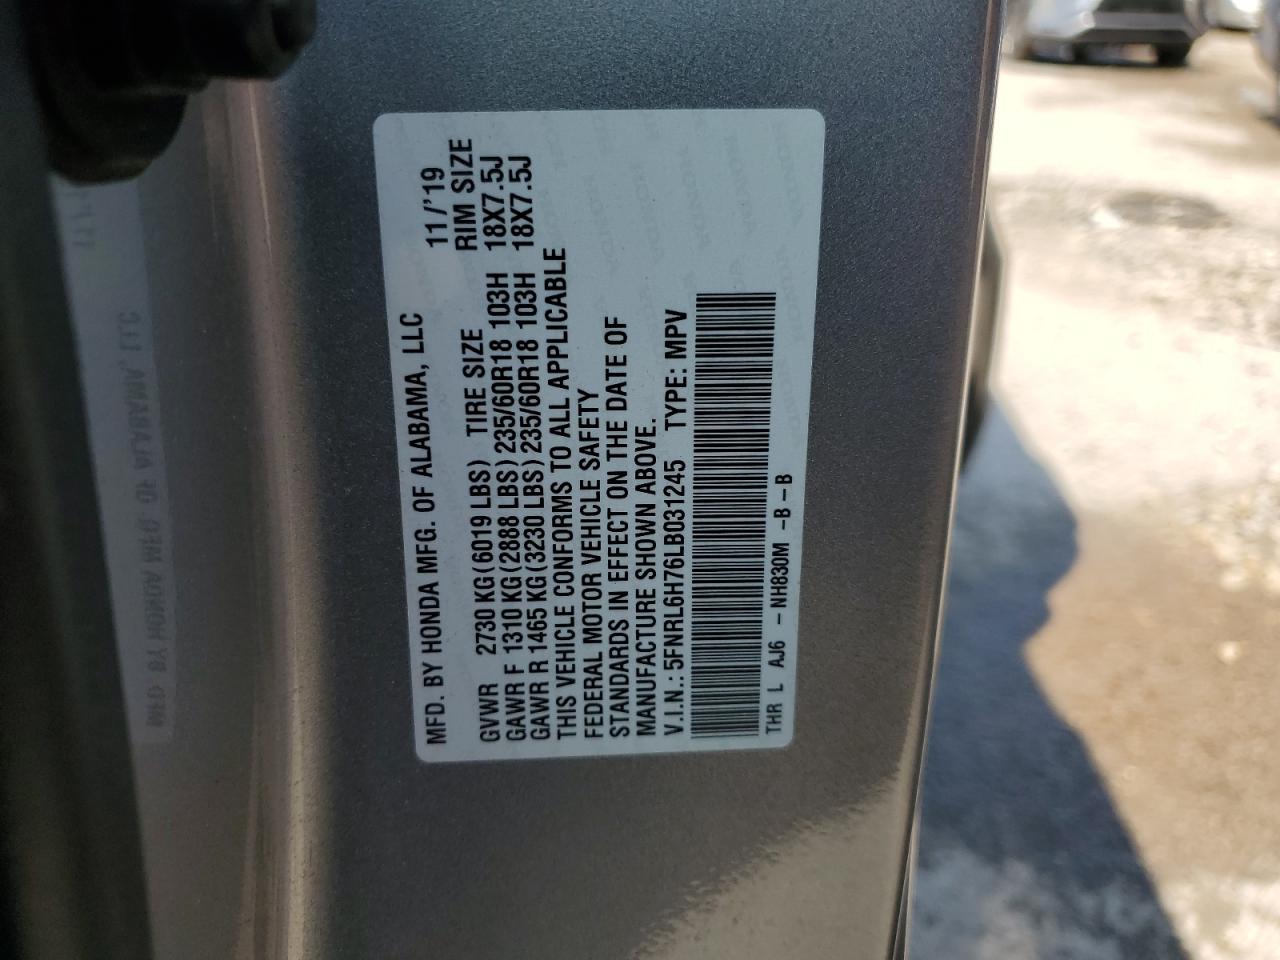 MFD. BY HONDA MFG. OF ALABAMA, LLC 11/'19
GVWR 2730 KG(6019 LBS) TIRE SIZE RIM SIZE
GAWR F 1310 KG(2888 LBS)235/60R18 103H 18X7.5J
GAWR R 1465 KG(3230 LBS)235/60R18 103H 18X7.5J
THIS VEHICLE CONFORMS TO ALL APPLICABLE
FEDERAL MOTOR VEHICLE SAFETY
STANDARDS IN EFFECT ON THE DATE OF
MANUFACTURE SHOWN ABOVE.
V.I.N.: 5FNRL6H76LB031245 TYPE: MPV
THR L AJ6 - NH830M -B-B